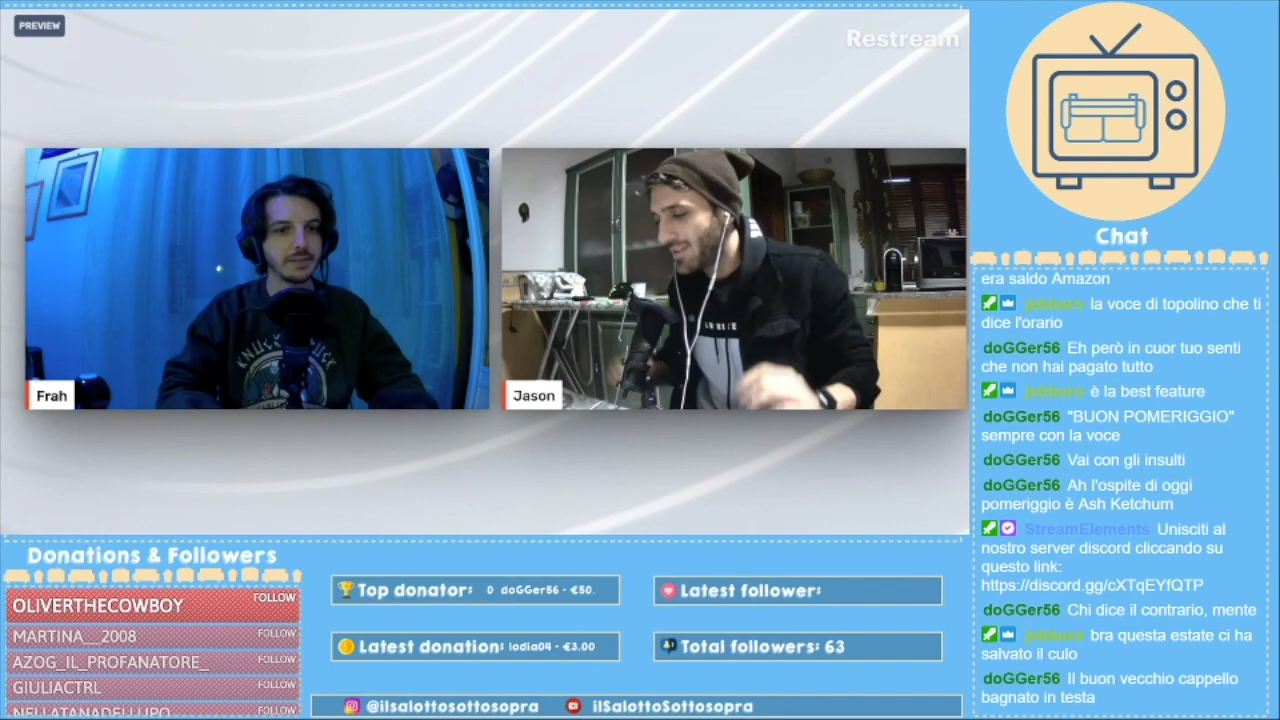 PREVIEW
Restream
Frah
Jason
Chat
era saldo Amazon
la voce di topolino che ti
dice l'orario
doGGer56 Eh però in cuor tuo senti
che non hai pagato tutto
è la best feature
doGGer56 "BUON POMERIGGIO"
sempre con la voce
doGGer56 Vai con gli insulti
doGGer56 Ah l'ospite di oggi
pomeriggio è Ash Ketchum
StreamElements Unisciti al
nostro server discord cliccando su
questo link:
https://discord.gg/cXTqEYfQTP
doGGer56 Chi dice il contrario, mente
bra questa estate ci ha
salvato il culo
doGGer56 Il buon vecchio cappello
bagnato in testa
Donations & Followers
OLIVERTHECOWBOY FOLLOW
MARTINA__2008 FOLLOW
AZOG_IL_PROFANATORE_ FOLLOW
GIULIACTRL FOLLOW
NELLATANADELLUPO FOLLOW
Top donator: 0 doGGer56 - €50.
Latest follower:
Latest donation: lodia04 - €3.00
Total followers: 63
@ilsalottosottosopra
ilSalottoSottosopra